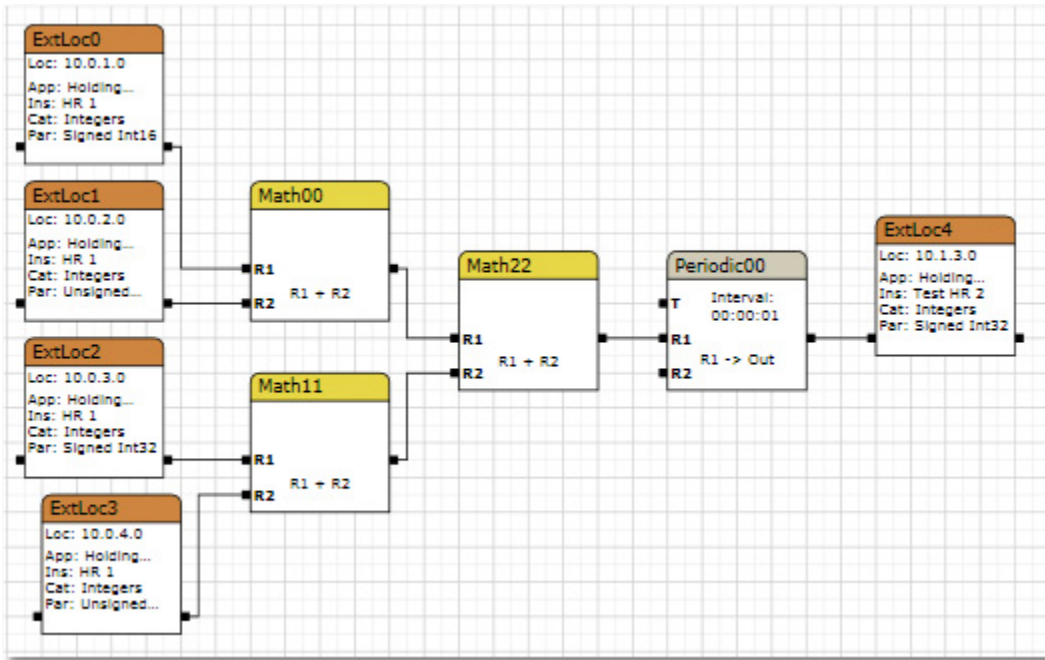 ExtLoc0
Loc: 10.0.1.0
App: Holding...
Ins: HR 1
Cat: Integers
Par: Signed Int16
ExtLoc1
Loc: 10.0.2.0
App: Holding...
Ins: HR 1
Cat: Integers
Par: Unsigned...
ExtLoc2
Loc: 10.0.3.0
App: Holding...
Ins: HR 1
Cat: Integers
Par: Signed Int32
ExtLoc3
Loc: 10.0.4.0
App: Holding...
Ins: HR 1
Cat: Integers
Par: Unsigned...
Math00
R1
R2
R1 + R2
Math11
R1
R2
R1 + R2
Math22
R1
R2
R1 + R2
Periodic00
T
Interval:
00:00:01
R1
R1 -> Out
R2
ExtLoc4
Loc: 10.1.3.0
App: Holding...
Ins: Test HR 2
Cat: Integers
Par: Signed Int32